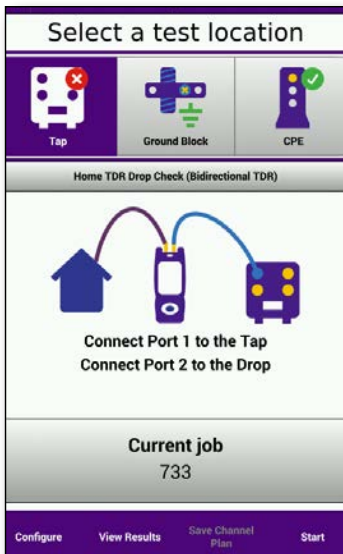 Select a test location
Tap
Ground Block
CPE
Home TDR Drop Check (Bidirectional TDR)
Connect Port 1 to the Tap
Connect Port 2 to the Drop
Current job
733
Configure
View Results
Save Channel
Plan
Start